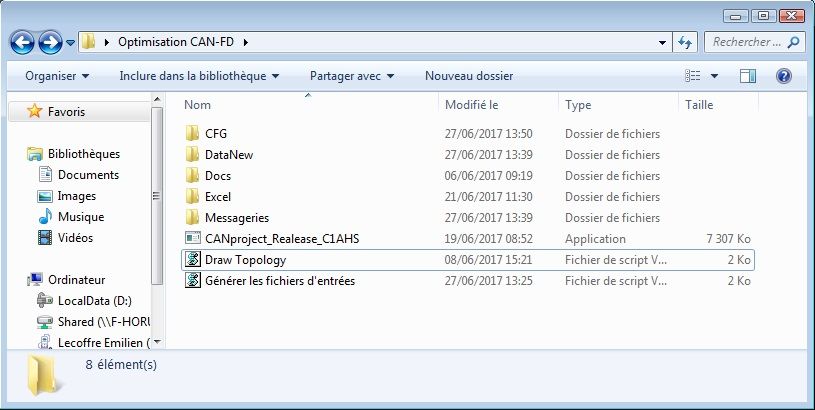 Optimisation CAN-FD
Rechercher ...
Organiser Inclure dans la bibliothèque Partager avec Nouveau dossier
Favoris
Bibliothèques
Documents
Images
Musique
Vidéos
Ordinateur
LocalData (D:)
Shared (\\F-HORU
Lecoffre Emilien (
Nom Modifié le Type Taille
CFG 27/06/2017 13:50 Dossier de fichiers
DataNew 27/06/2017 13:39 Dossier de fichiers
Docs 06/06/2017 09:19 Dossier de fichiers
Excel 21/06/2017 11:30 Dossier de fichiers
Messageries 27/06/2017 13:39 Dossier de fichiers
CANproject_Realease_C1AHS 19/06/2017 08:52 Application 7 307 Ko
Draw Topology 08/06/2017 15:21 Fichier de script V... 2 Ko
Générer les fichiers d'entrées 27/06/2017 13:25 Fichier de script V... 2 Ko
8 élément(s)